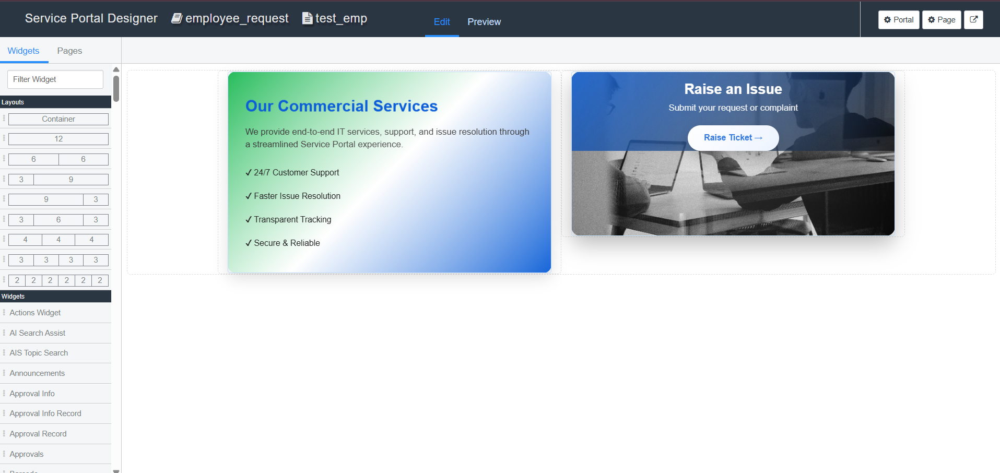 Service Portal Designer employee_request test_emp
Edit Preview
Portal Page
Widgets Pages
Filter Widget
Layouts
Container
12
6 6
3 9
9 3
3 6 3
4 4 4
3 3 3 3
2 2 2 2 2 2
Widgets
Actions Widget
AI Search Assist
AIS Topic Search
Announcements
Approval Info
Approval Info Record
Approval Record
Approvals
Our Commercial Services
We provide end-to-end IT services, support, and issue resolution through
a streamlined Service Portal experience.
✓ 24/7 Customer Support
✓ Faster Issue Resolution
✓ Transparent Tracking
✓ Secure & Reliable
Raise an Issue
Submit your request or complaint
Raise Ticket →